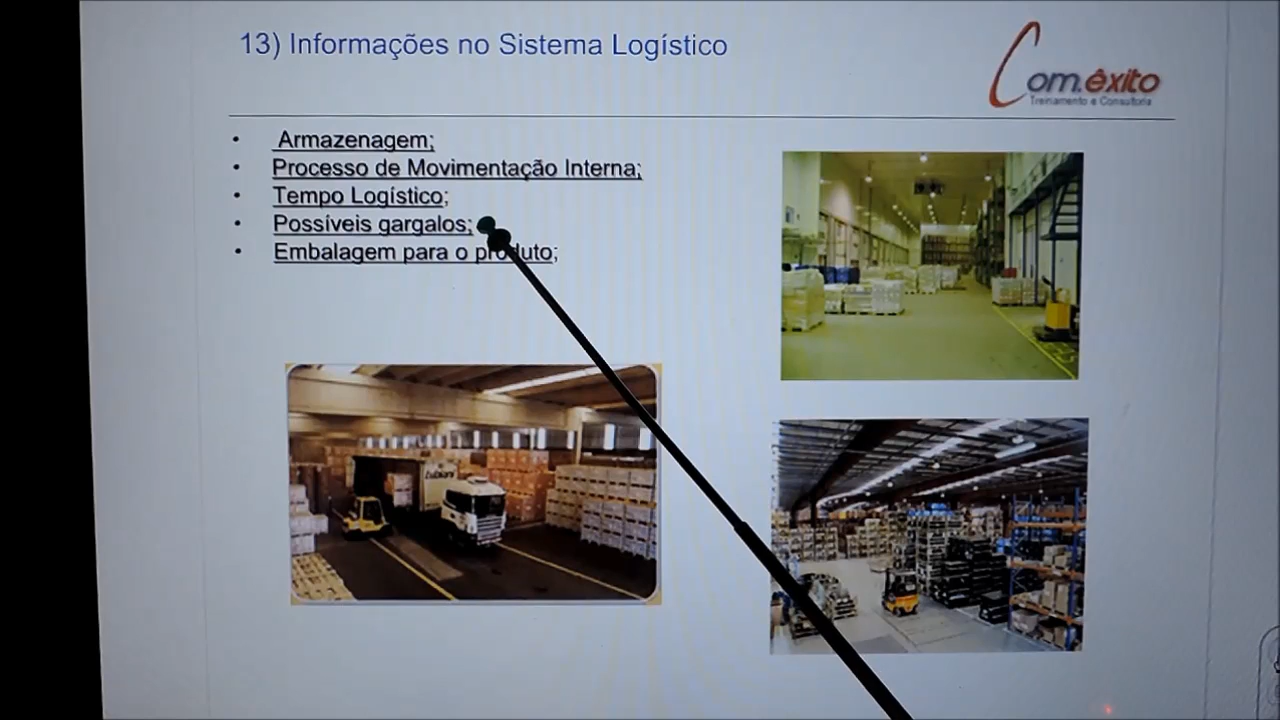 13) Informações no Sistema Logístico
Com.êxito
Treinamento e Consultoria
• Armazenagem;
• Processo de Movimentação Interna;
• Tempo Logístico;
• Possíveis gargalos;
• Embalagem para o produto;
Lubiani